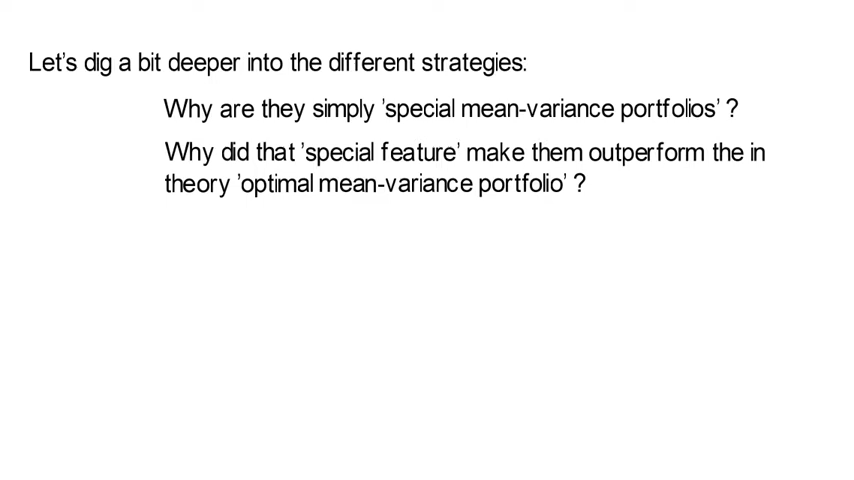 Let's dig a bit deeper into the different strategies:
Why are they simply 'special mean-variance portfolios' ?
Why did that 'special feature' make them outperform the in
theory 'optimal mean-variance portfolio' ?